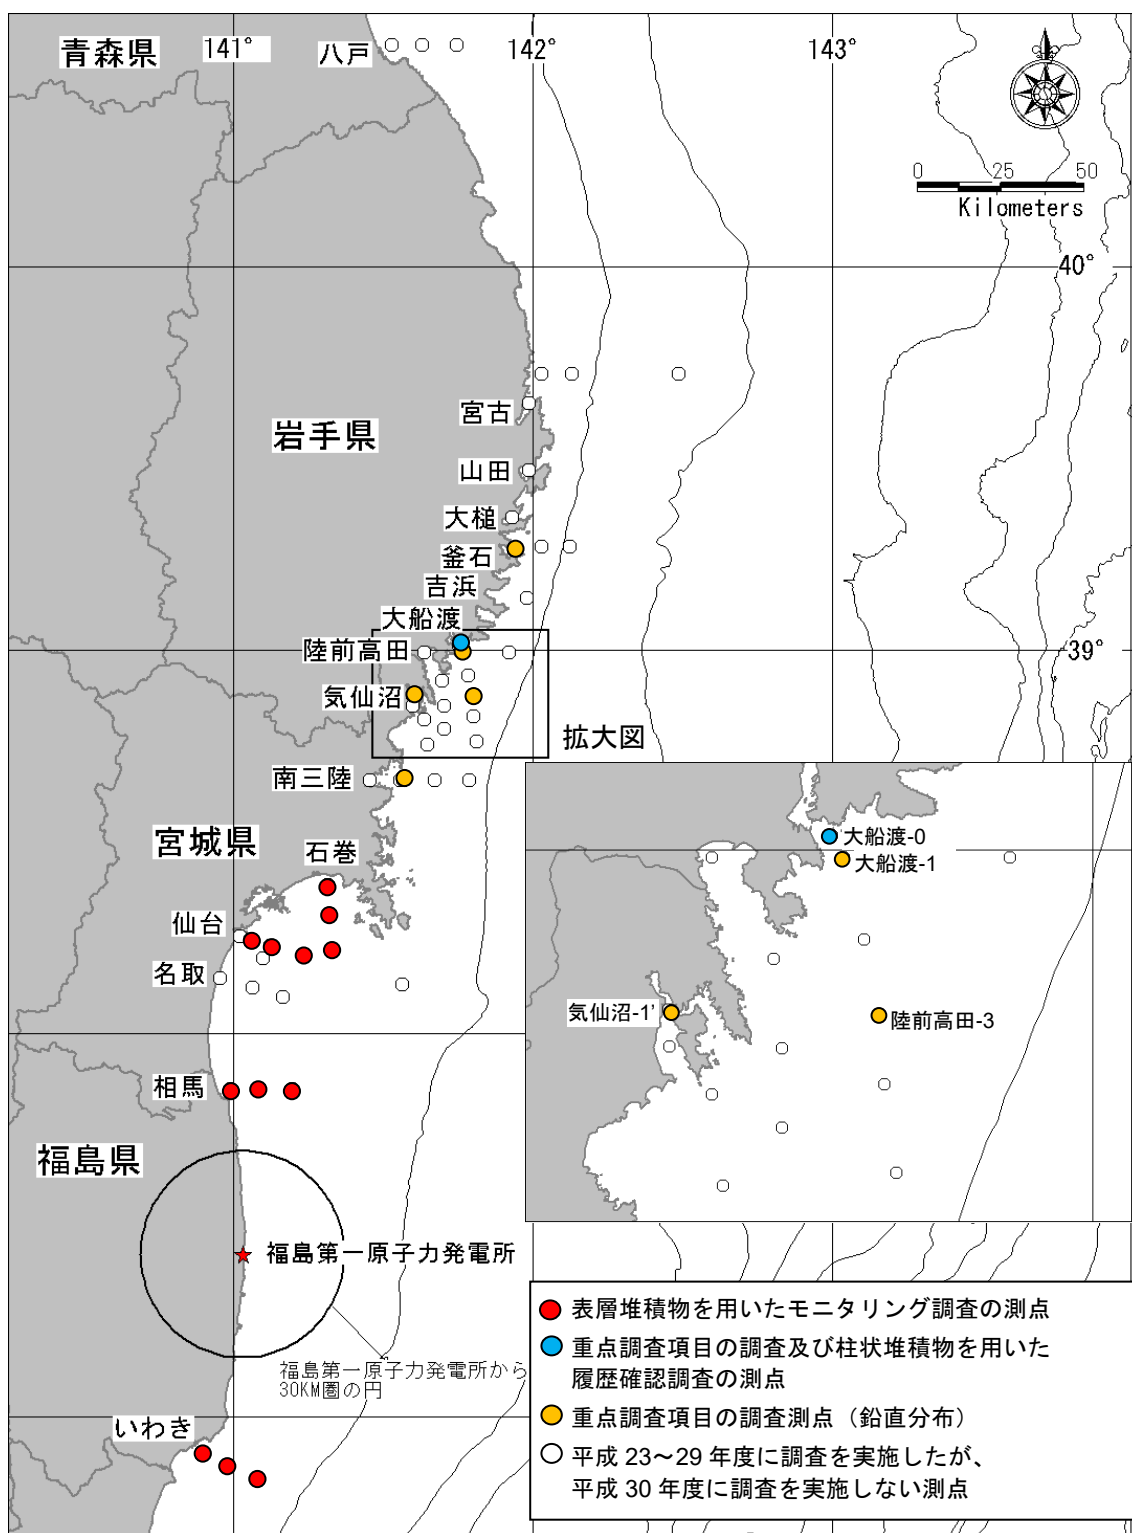 青森県
141°
八戸
142°
143°
0 25 50
Kilometers
40°
宮古
岩手県
山田
大槌
釜石
吉浜
大船渡
陸前高田
39°
気仙沼
拡大図
南三陸
宮城県
石巻
大船渡-0
大船渡-1
仙台
名取
気仙沼-1’
陸前高田-3
相馬
福島県
福島第一原子力発電所
福島第一原子力発電所から
30KM圏の円
いわき
表層堆積物を用いたモニタリング調査の測点
重点調査項目の調査及び柱状堆積物を用いた
履歴確認調査の測点
重点調査項目の調査測点（鉛直分布）
平成 23～29 年度に調査を実施したが、
平成 30 年度に調査を実施しない測点